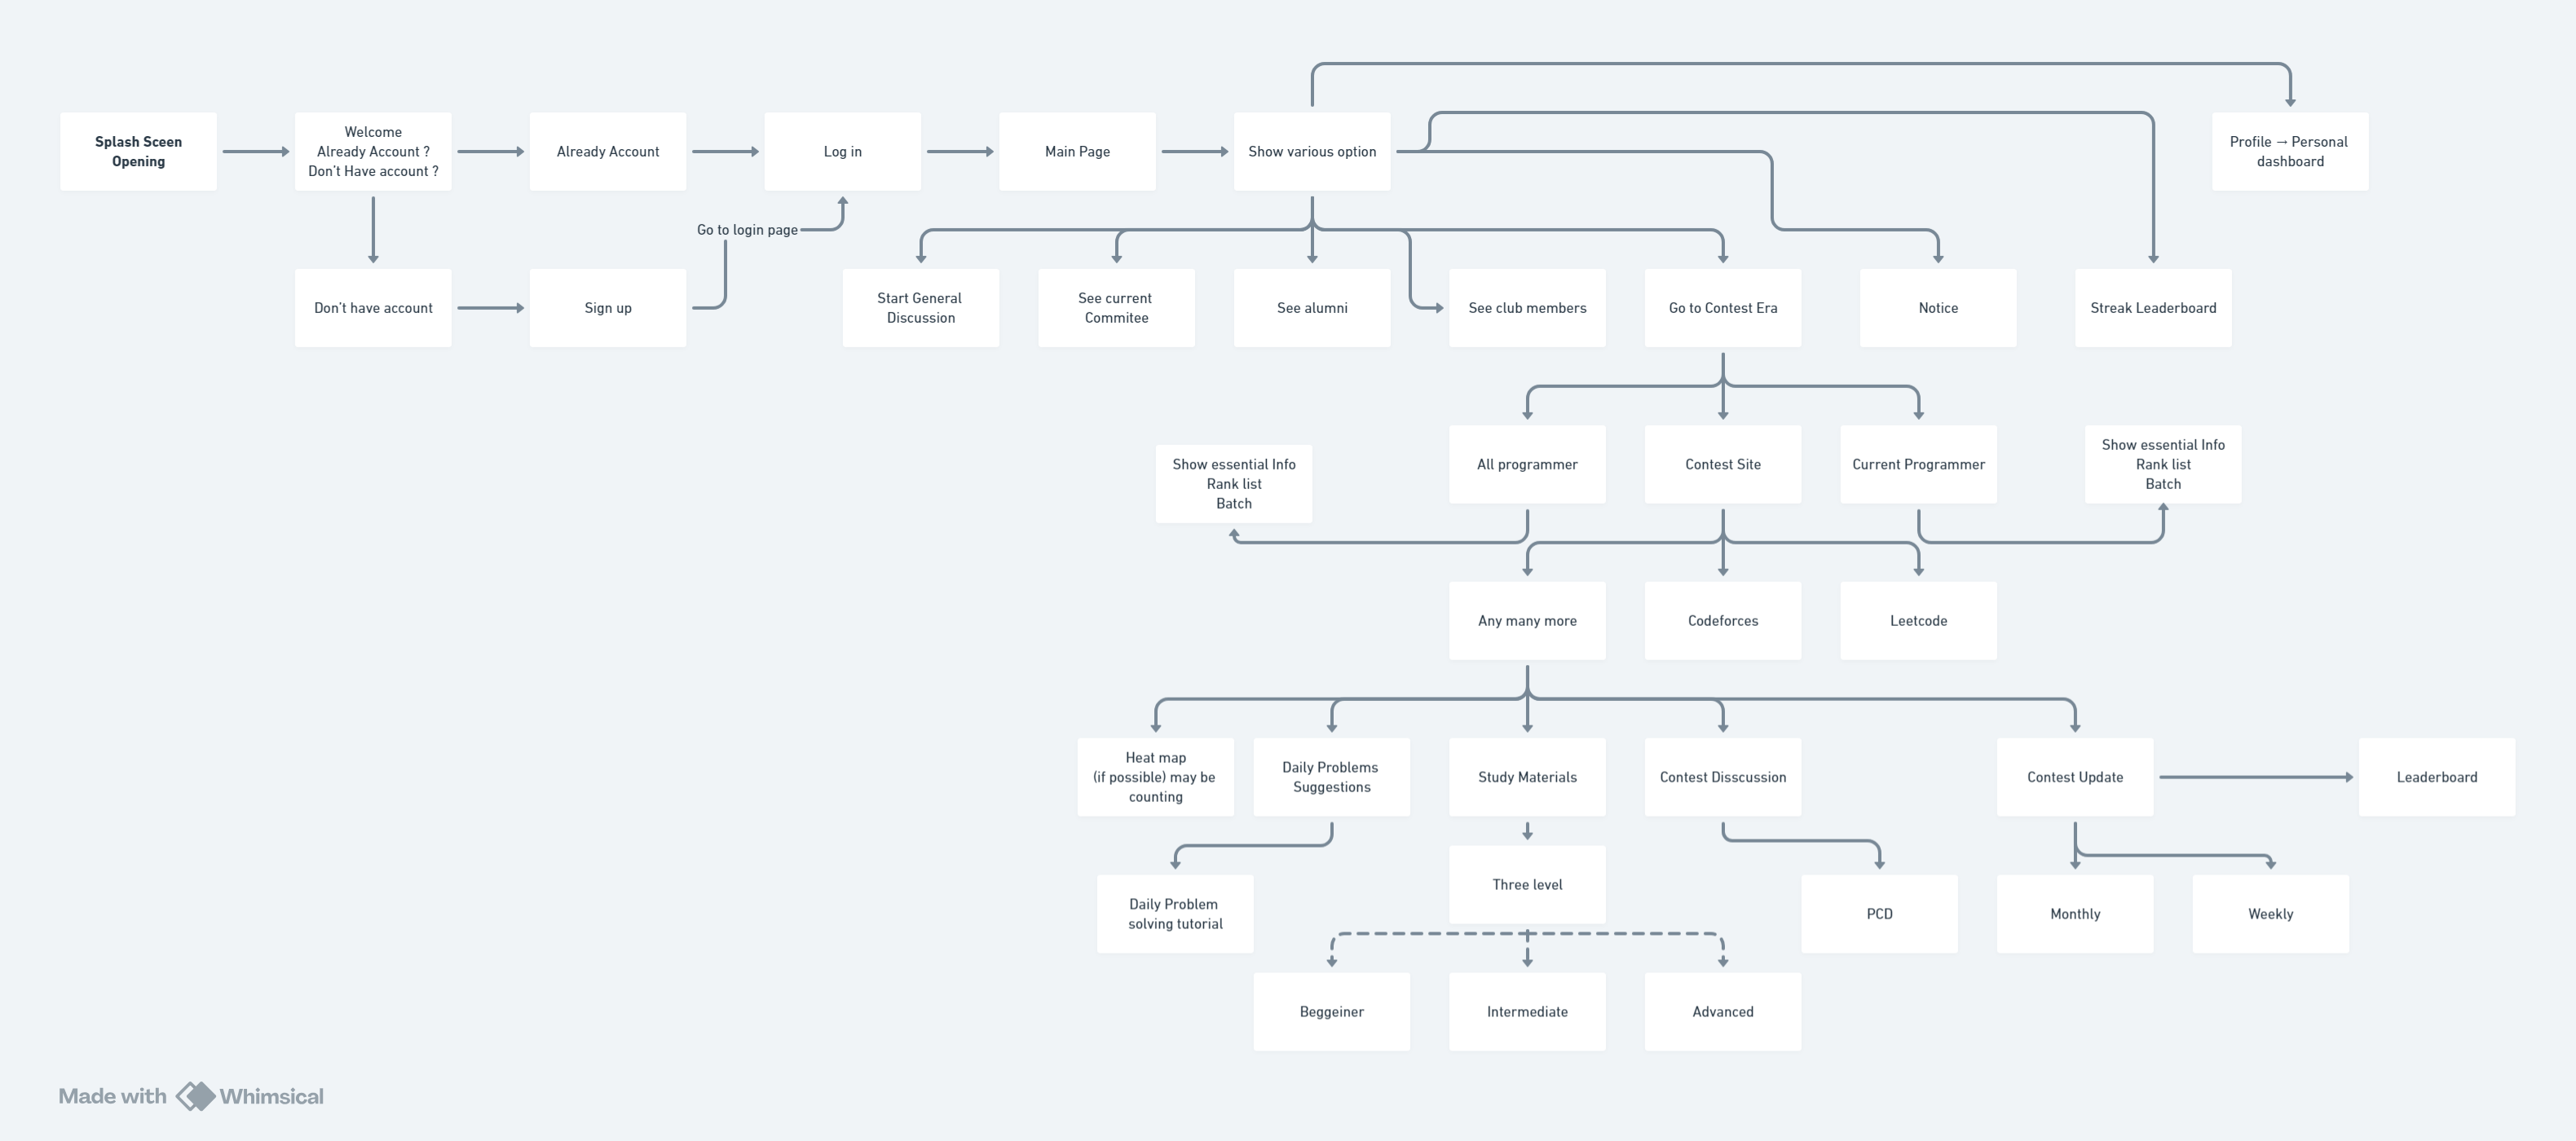 Splash Sceen
Opening
Welcome
Already Account ?
Don't Have account ?
Already Account
Log in
Main Page
Show various option
Profile → Personal
dashboard
Go to login page
Don't have account
Sign up
Start General
Discussion
See current
Commitee
See alumni
See club members
Go to Contest Era
Notice
Streak Leaderboard
Show essential Info
Rank list
Batch
All programmer
Contest Site
Current Programmer
Show essential Info
Rank list
Batch
Any many more
Codeforces
Leetcode
Heat map
(if possible) may be
counting
Daily Problems
Suggestions
Study Materials
Contest Disscussion
Contest Update
Leaderboard
Daily Problem
solving tutorial
Three level
PCD
Monthly
Weekly
Beggeiner
Intermediate
Advanced
Made with Whimsical